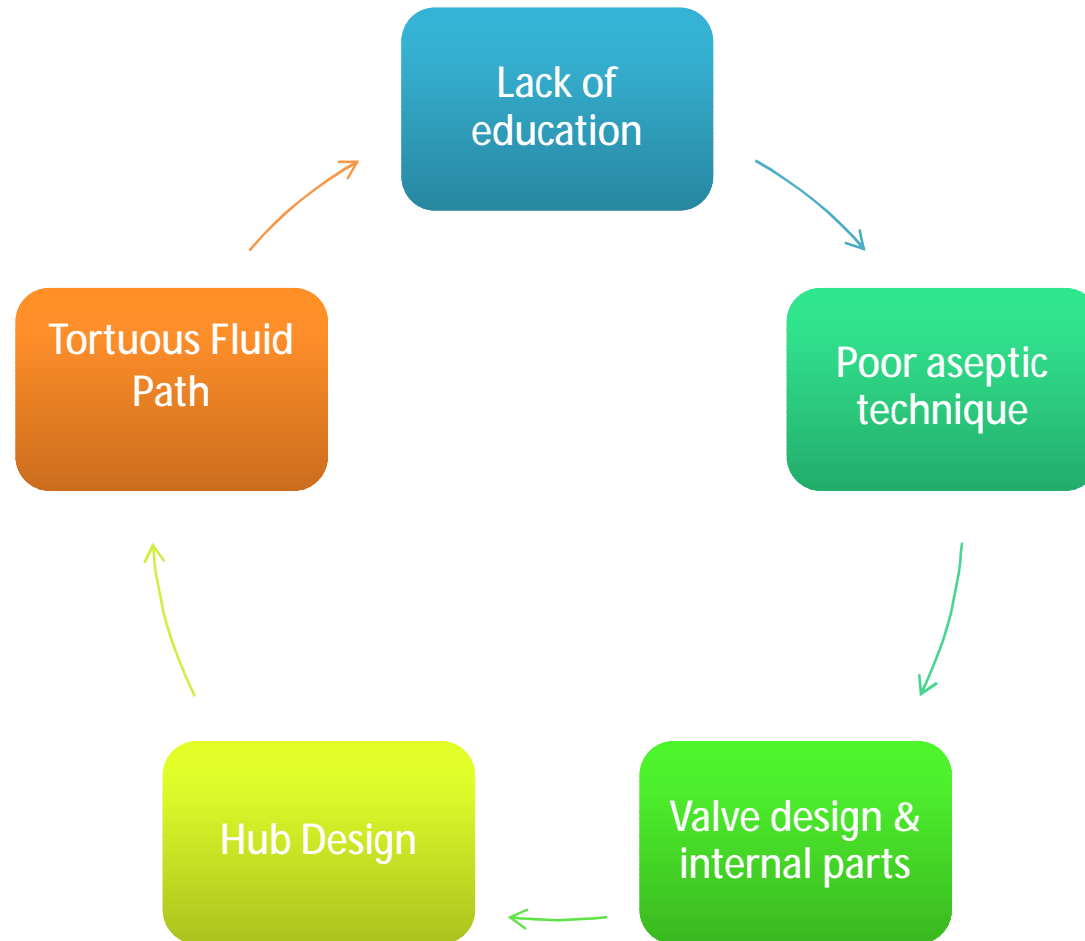 Lack of
education
Poor aseptic
technique
Valve design &
internal parts
Hub Design
Tortuous Fluid
Path